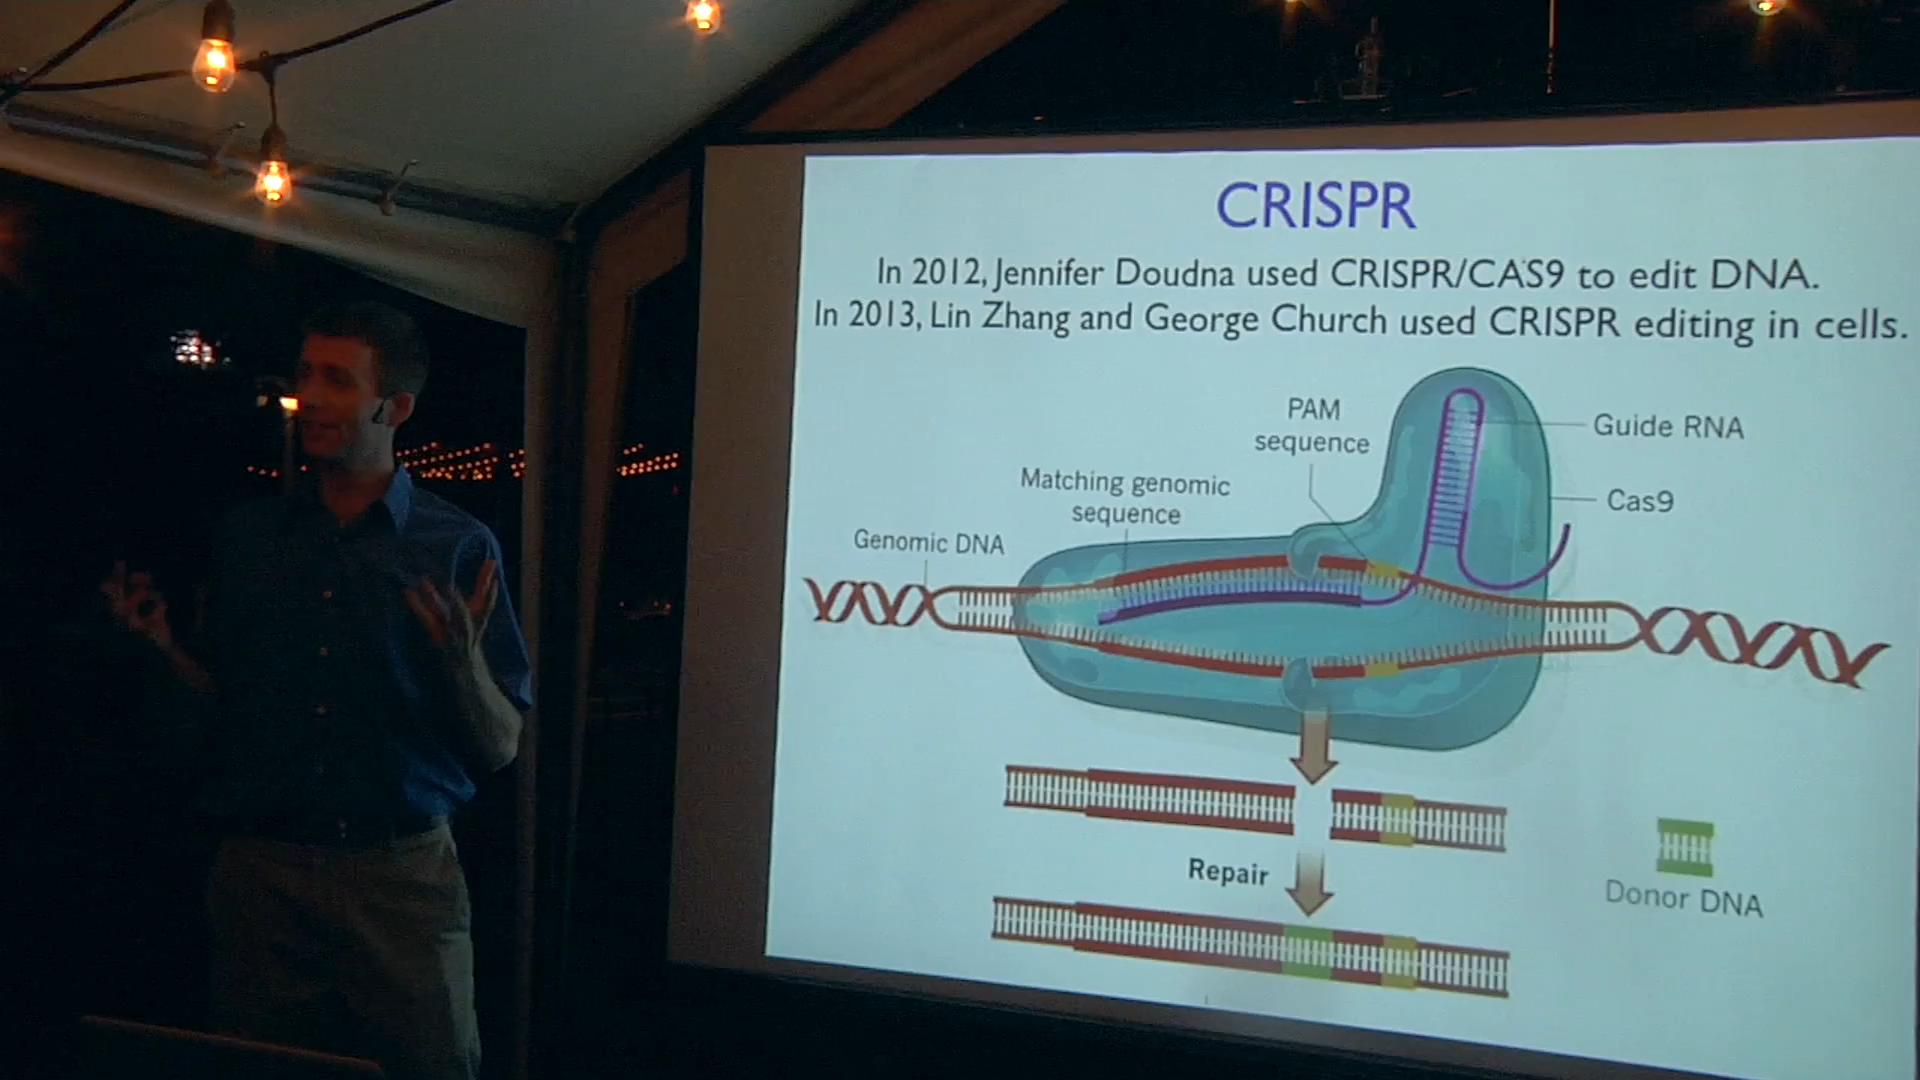 CRISPR
In 2012, Jennifer Doudna used CRISPR/CAS9 to edit DNA.
In 2013, Lin Zhang and George Church used CRISPR editing in cells.
PAM
sequence
Guide RNA
Matching genomic
sequence
Cas9
Genomic DNA
Repair
Donor DNA